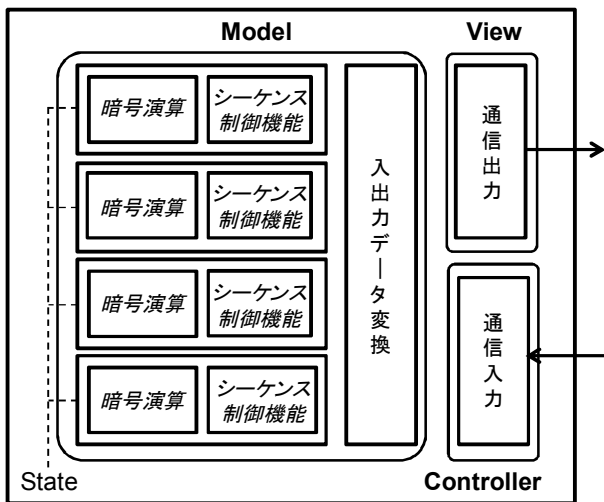 Model
View
暗号演算
シーケンス
制御機能
暗号演算
シーケンス
制御機能
暗号演算
シーケンス
制御機能
暗号演算
シーケンス
制御機能
入出力データ変換
通信出力
通信入力
State
Controller